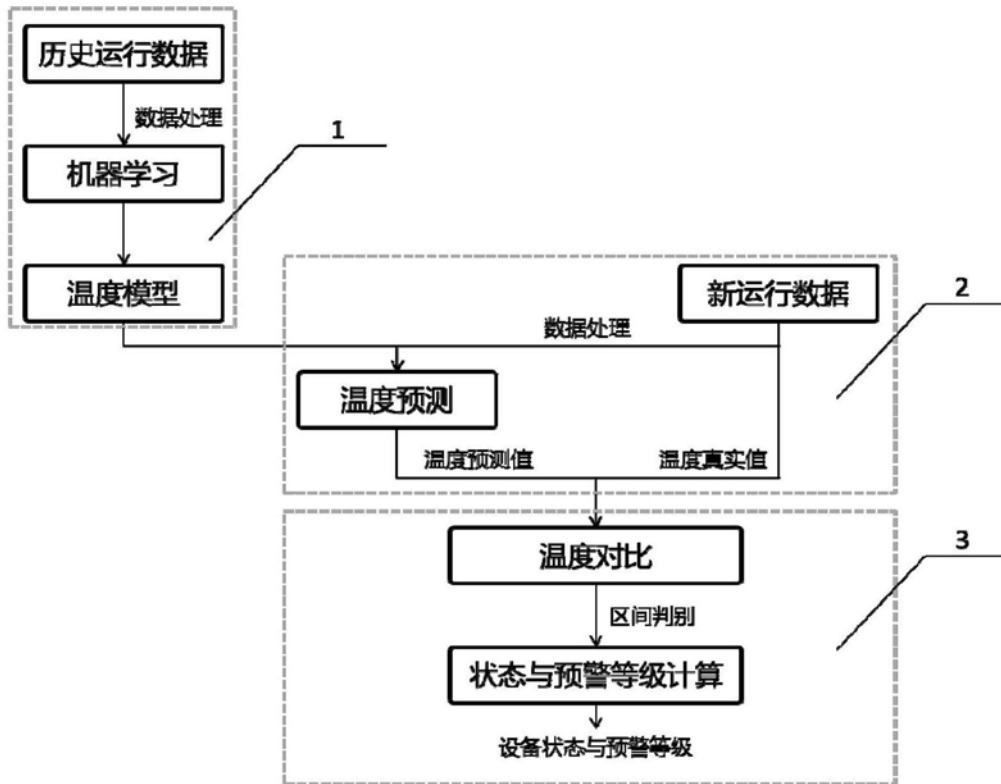 历史运行数据
数据处理
1
机器学习
温度模型
新运行数据
2
数据处理
温度预测
温度预测值
温度真实值
温度对比
3
区间判别
状态与预警等级计算
设备状态与预警等级